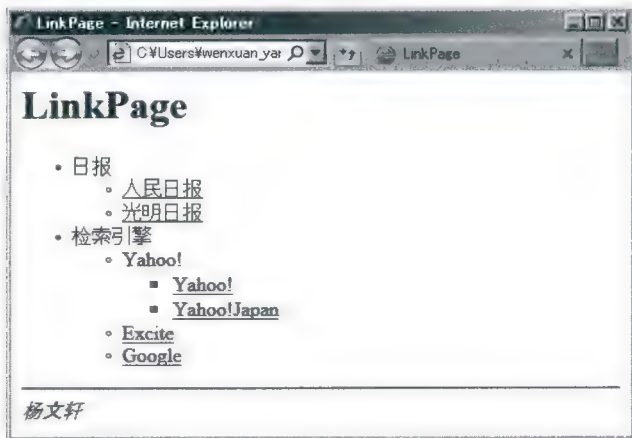 LinkPage - Internet Explorer
C:¥Users¥wenxuan_yar
LinkPage
LinkPage
日报
人民日报
光明日报
检索引擎
Yahoo!
Yahoo!
Yahoo!Japan
Excite
Google
杨文轩